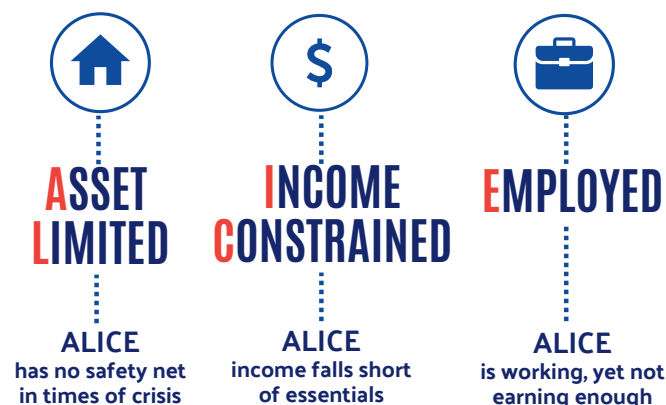 $
ASSET
LIMITED
ALICE
has no safety net
in times of crisis
INCOME
CONSTRAINED
ALICE
income falls short
of essentials
EMPLOYED
ALICE
is working, yet not
earning enough